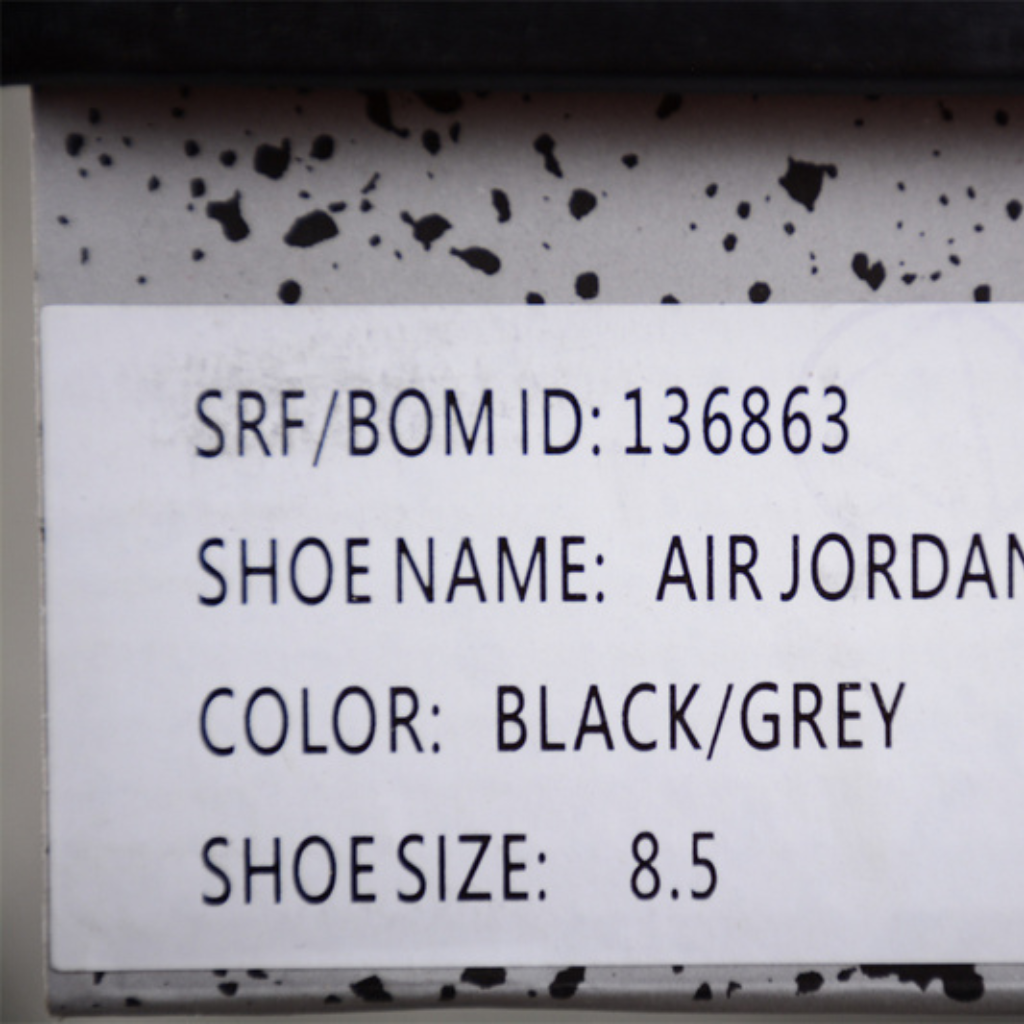 SRF/BOM ID: 136863
SHOE NAME: AIR JORDAN
COLOR: BLACK/GREY
SHOE SIZE: 8.5